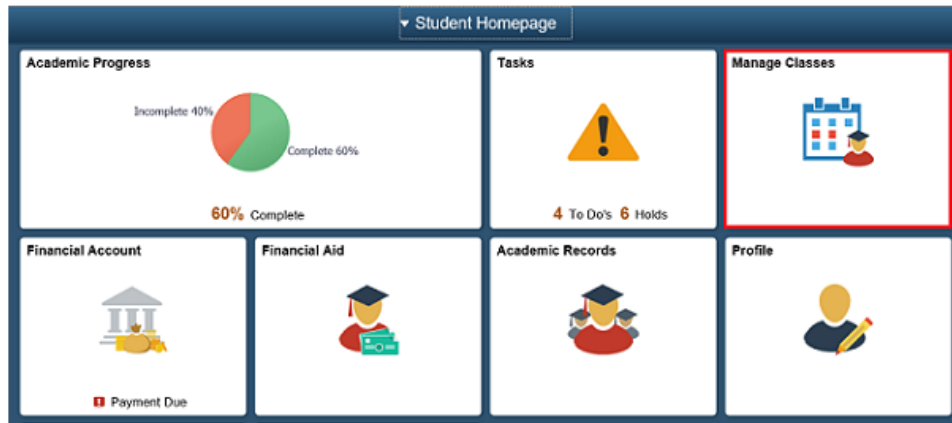 Student Homepage
Academic Progress
Incomplete 40%
Complete 60%
60% Complete
Tasks
4 To Do's 6 Holds
Manage Classes
Financial Account
Payment Due
Financial Aid
Academic Records
Profile